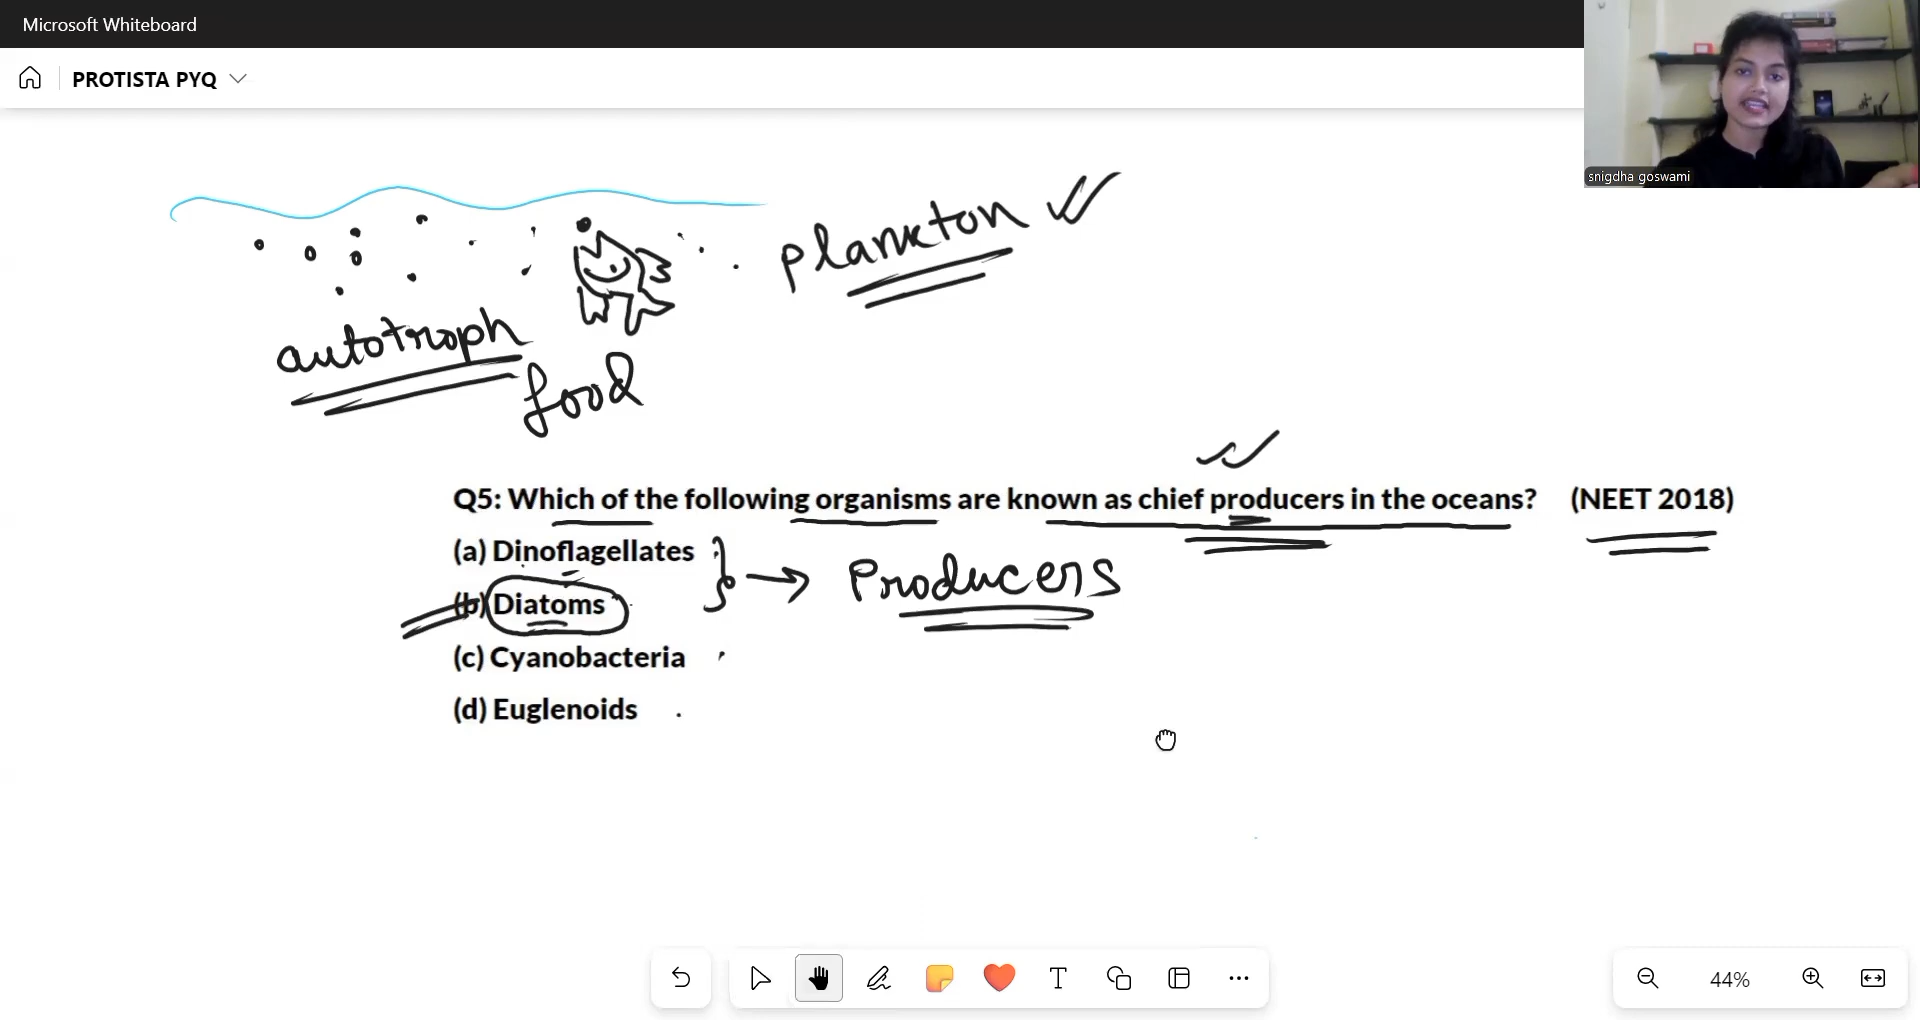 Microsoft Whiteboard
PROTISTA PYQ
snigdha goswami
plankton
autotroph
food
Q5: Which of the following organisms are known as chief producers in the oceans? (NEET 2018)
(a) Dinoflagellates
Producers
(b) Diatoms
(c) Cyanobacteria
(d) Euglenoids
44%